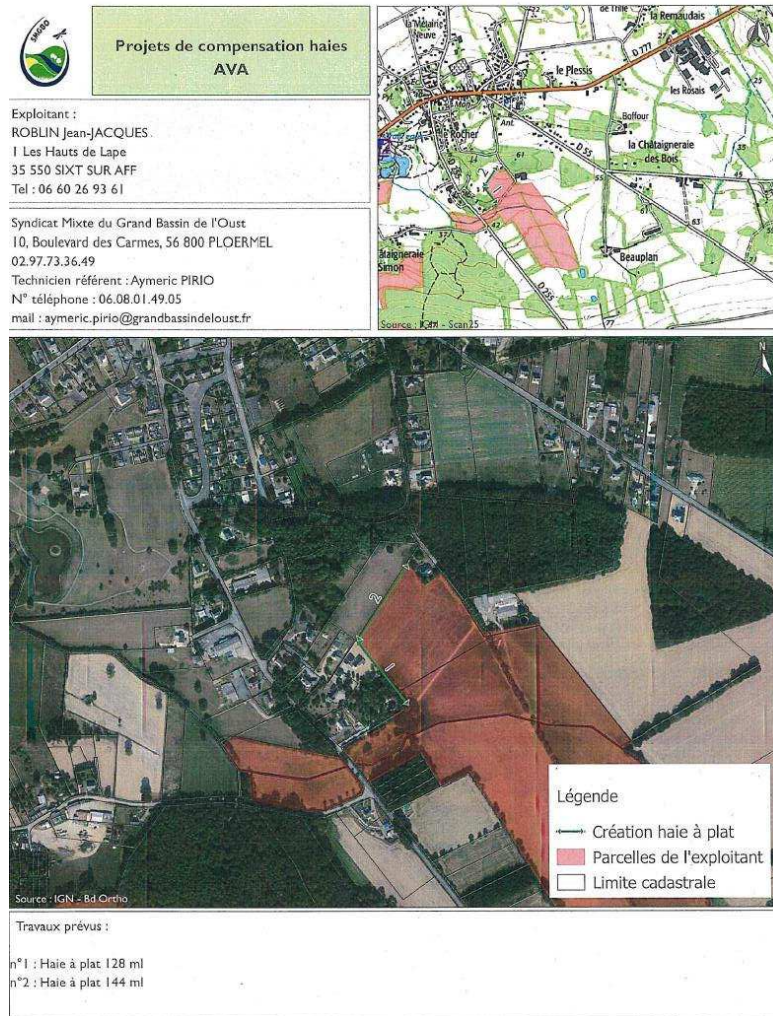 SMGBO
Projets de compensation haies
AVA
Exploitant :
ROBLIN Jean-JACQUES
1 Les Hauts de Lape
35 550 SIXT SUR AFF
Tel : 06 60 26 93 61
Syndicat Mixte du Grand Bassin de l'Oust
10, Boulevard des Carmes, 56 800 PLOERMEL
02.97.73.36.49
Technicien référent : Aymeric PIRIO
N° téléphone : 06.08.01.49.05
mail : aymeric.pirio@grandbassindeloust.fr
la Métairie
Neuve
la Remaudais
D 777
le Plessis
les Rosais
Boffour
le Rocher
Ant.
D 55
la Châtaigneraie
des Bois
Beauplan
Simon
D 255
Source : IGN - Scan25
N
2
1
Légende
Création haie à plat
Parcelles de l'exploitant
Limite cadastrale
Source : IGN - Bd Ortho
Travaux prévus :
n°1 : Haie à plat 128 ml
n°2 : Haie à plat 144 ml